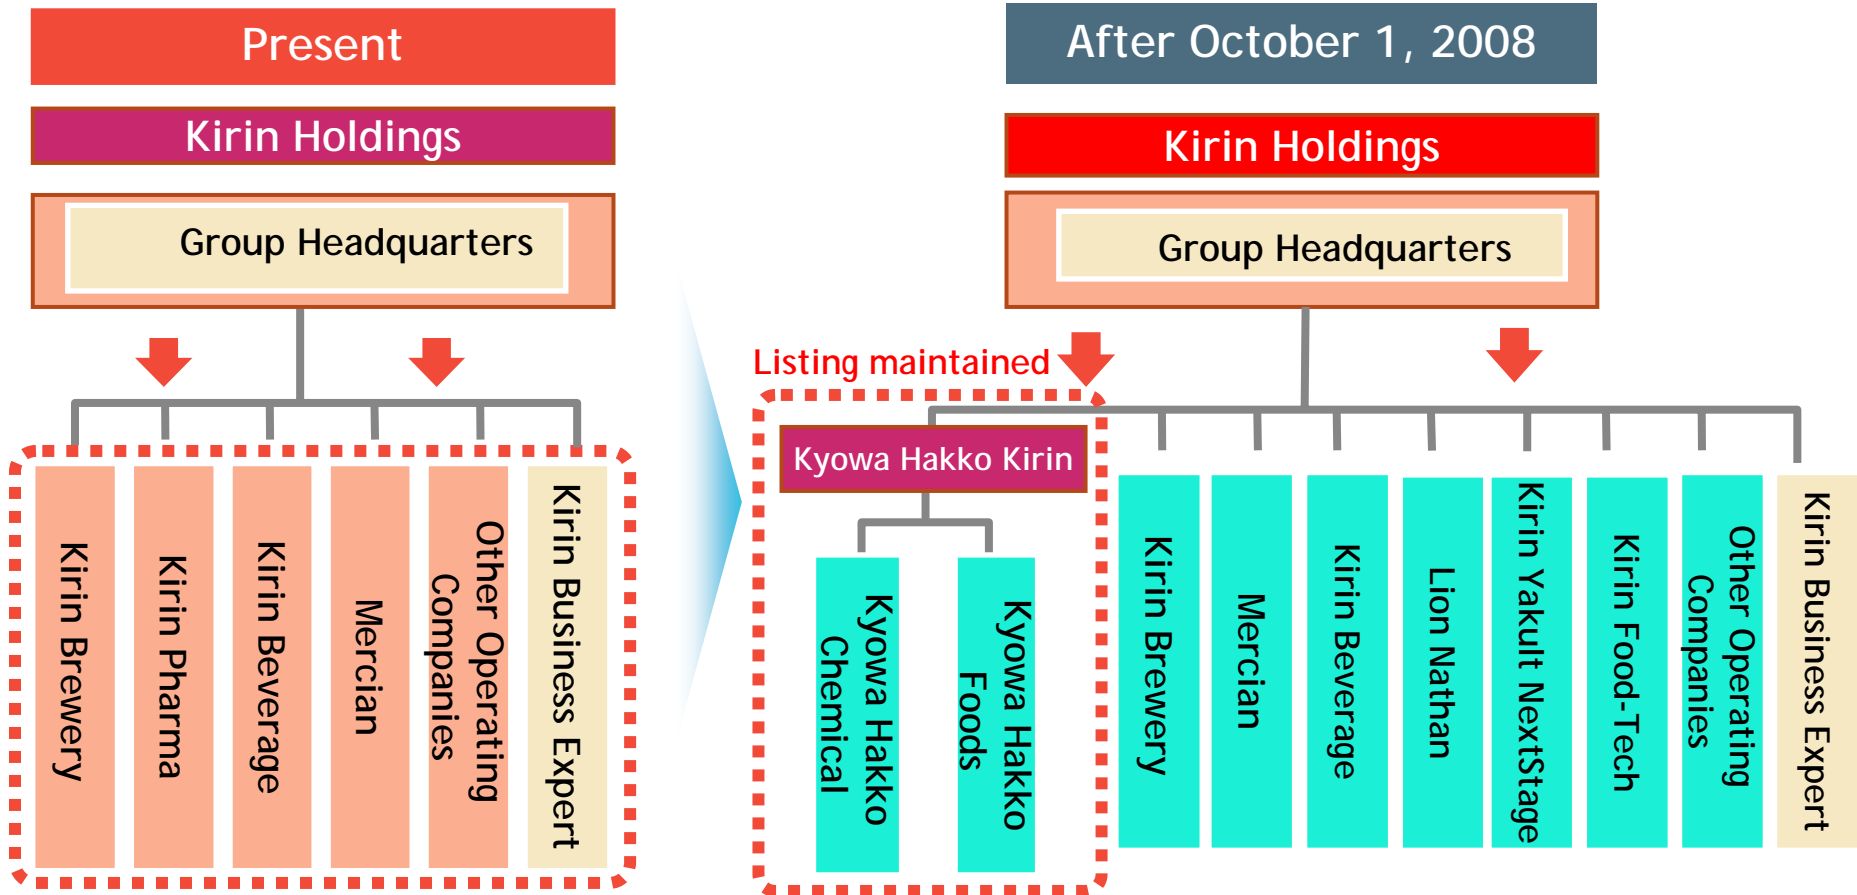 Present
Kirin Holdings
Group Headquarters
Kirin Brewery
Kirin Pharma
Kirin Beverage
Mercian
Other Operating
Companies
Kirin Business Expert
After October 1, 2008
Kirin Holdings
Group Headquarters
Listing maintained
Kyowa Hakko Kirin
Kyowa Hakko
Chemical
Kyowa Hakko
Foods
Kirin Brewery
Mercian
Kirin Beverage
Lion Nathan
Kirin Yakult NextStage
Kirin Food-Tech
Other Operating
Companies
Kirin Business Expert